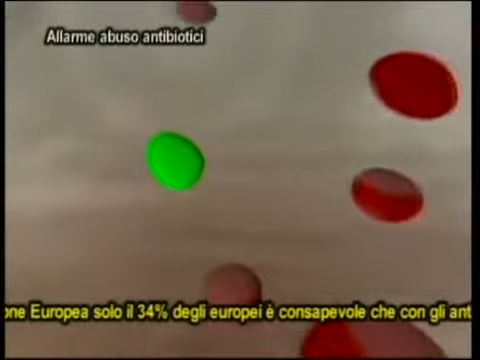 Allarme abuso antibiotici
one Europea solo il 34% degli europei è consapevole che con gli ant